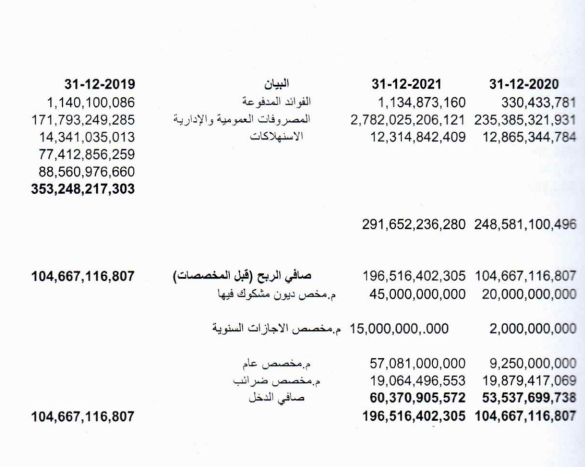 31-12-2019 البيان 31-12-2021 31-12-2020
1,140,100,086 الفوائد المدفوعة 1,134,873,160 330,433,781
171,793,249,285 المصروفات العمومية والإدارية 2,782,025,206,121 235,385,321,931
14,341,035,013 الاستهلاكات 12,314,842,409 12,865,344,784
77,412,856,259
88,560,976,660
353,248,217,303
291,652,236,280 248,581,100,496
104,667,116,807 صافي الربح (قبل المخصصات) 196,516,402,305 104,667,116,807
م.مخص ديون مشكوك فيها 45,000,000,000 20,000,000,000
م.مخصص الاجازات السنوية 15,000,000,.000 2,000,000,000
م.مخصص عام 57,081,000,000 9,250,000,000
م.مخصص ضرائب 19,064,496,553 19,879,417,069
صافي الدخل 60,370,905,572 53,537,699,738
104,667,116,807 196,516,402,305 104,667,116,807